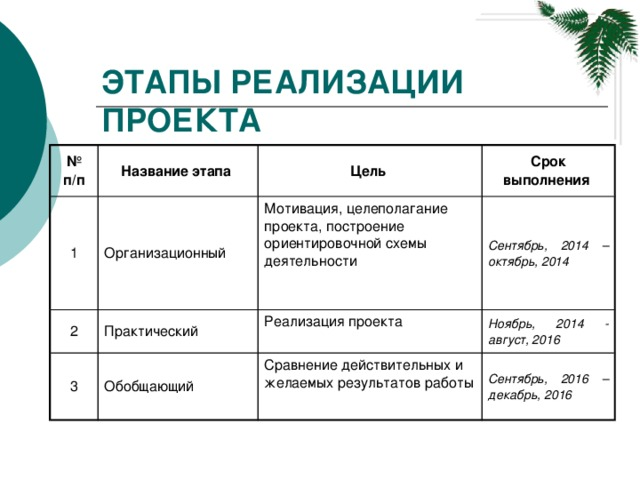 ЭТАПЫ РЕАЛИЗАЦИИ
ПРОЕКТА
№
п/п
Название этапа
Цель
Срок
выполнения
1
Организационный
Мотивация, целеполагание
проекта, построение
ориентировочной схемы
деятельности
Сентябрь, 2014 –
октябрь, 2014
2
Практический
Реализация проекта
Ноябрь, 2014 -
август, 2016
3
Обобщающий
Сравнение действительных и
желаемых результатов работы
Сентябрь, 2016 –
декабрь, 2016